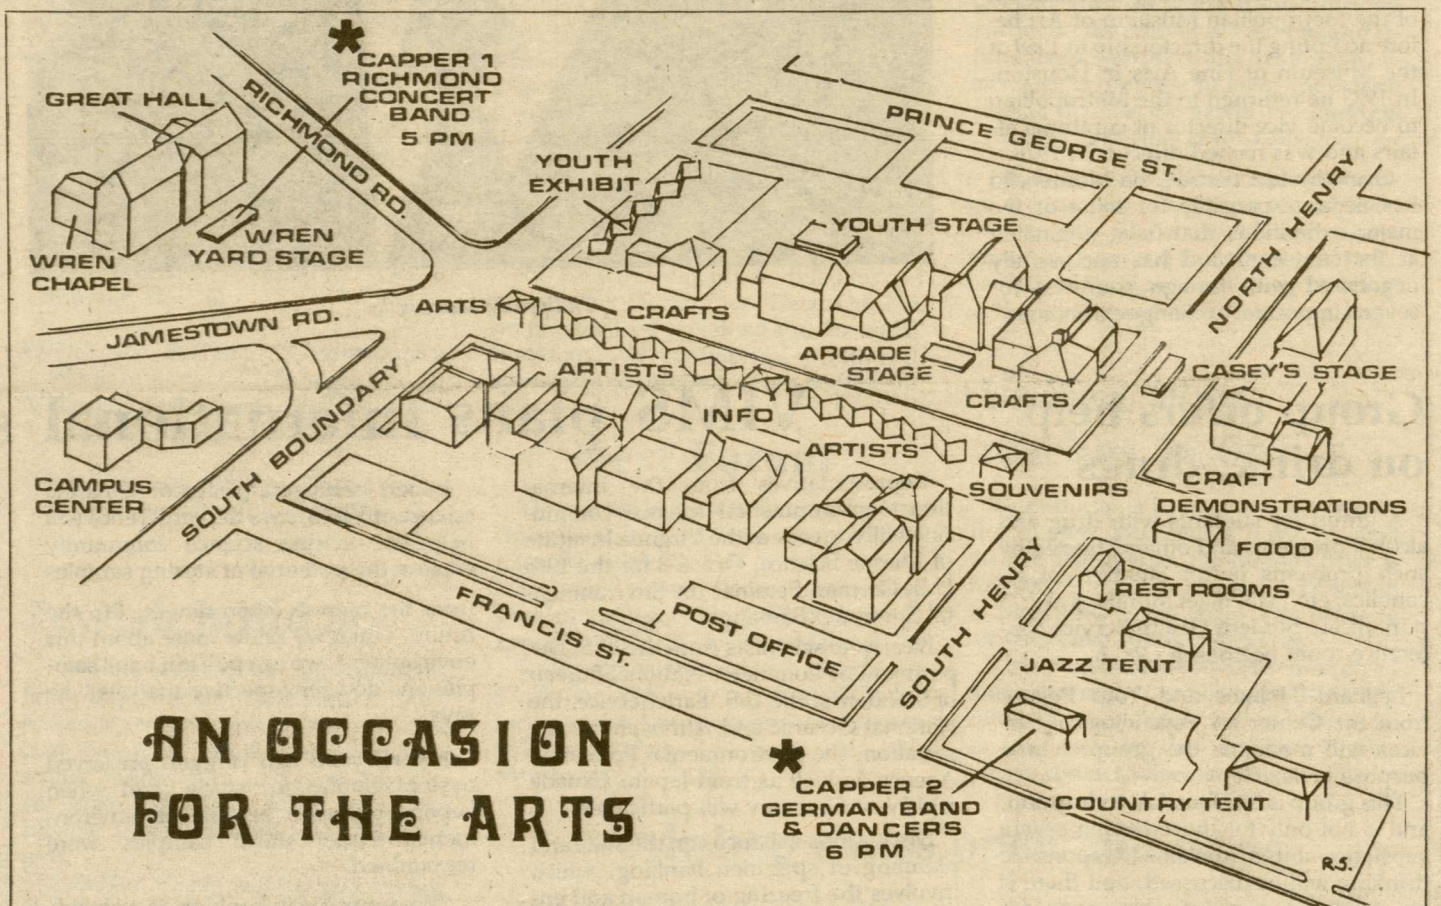 *
CAPPER 1
RICHMOND
CONCERT
BAND
5 PM
GREAT HALL
RICHMOND RD.
WREN
YARD STAGE
WREN
CHAPEL
YOUTH
EXHIBIT
PRINCE GEORGE ST.
YOUTH STAGE
NORTH HENRY
JAMESTOWN RD.
ARTS
CRAFTS
ARTISTS
ARCADE
STAGE
CRAFTS
CASEY'S STAGE
INFO
ARTISTS
SOUVENIRS
CRAFT
DEMONSTRATIONS
FOOD
REST ROOMS
CAMPUS
CENTER
SOUTH BOUNDARY
FRANCIS ST.
POST OFFICE
SOUTH HENRY
JAZZ TENT
COUNTRY TENT
*
CAPPER 2
GERMAN BAND
& DANCERS
6 PM
AN OCCASION
FOR THE ARTS
R.S.